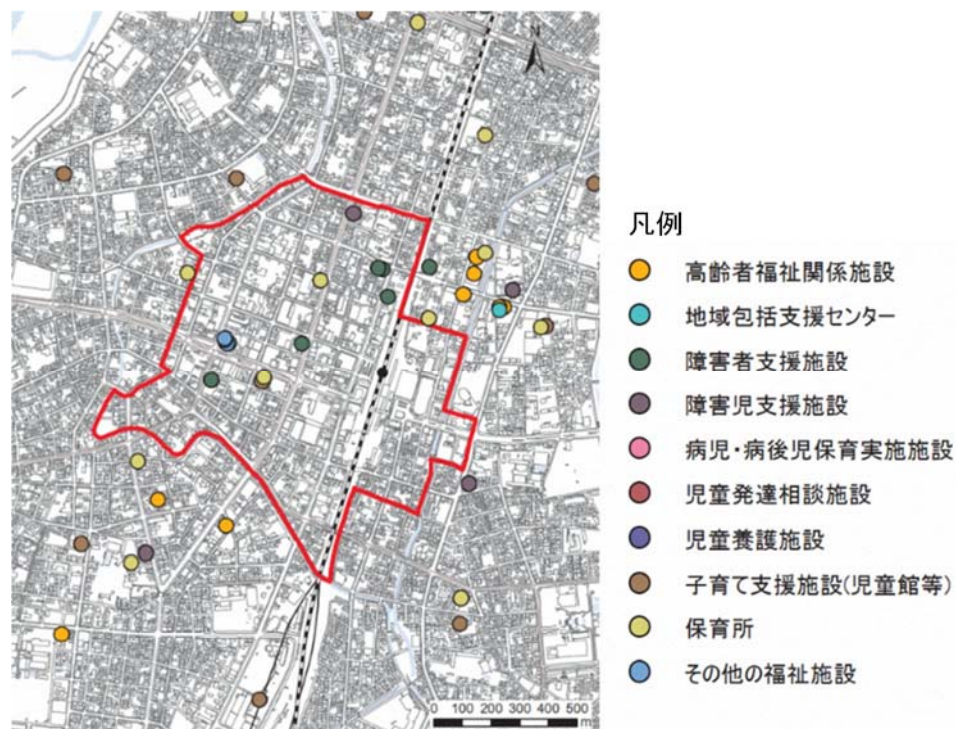 N
凡例
高齢者福祉関係施設
地域包括支援センター
障害者支援施設
障害児支援施設
病児・病後児保育実施施設
児童発達相談施設
児童養護施設
子育て支援施設(児童館等)
保育所
その他の福祉施設
0 100 200 300 400 500
m